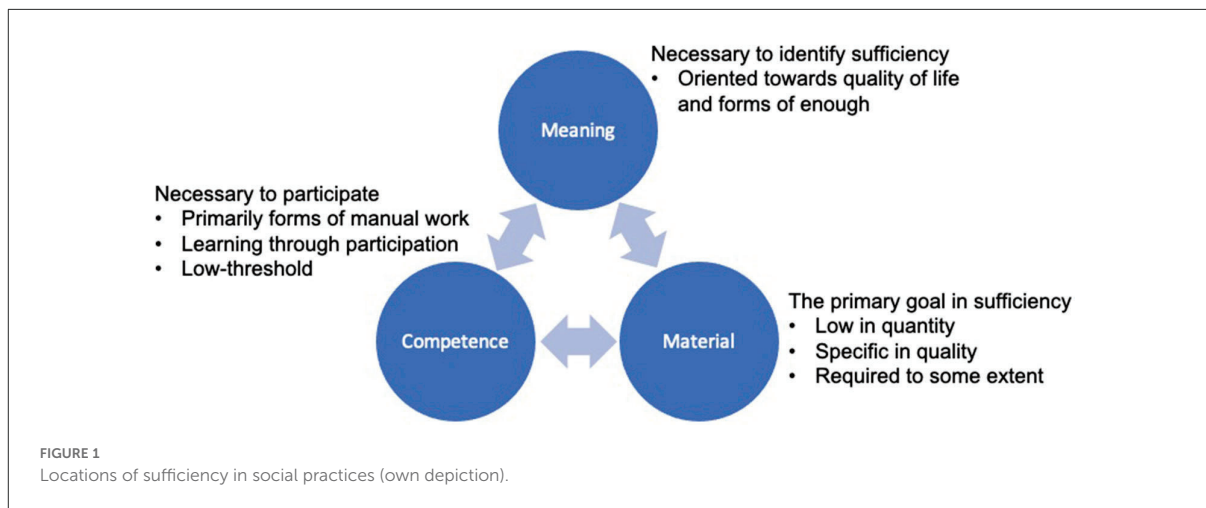 Necessary to identify sufficiency
• Oriented towards quality of life
and forms of enough
Meaning
Necessary to participate
• Primarily forms of manual work
• Learning through participation
• Low-threshold
Competence
Material
The primary goal in sufficiency
• Low in quantity
• Specific in quality
• Required to some extent
FIGURE 1
Locations of sufficiency in social practices (own depiction).